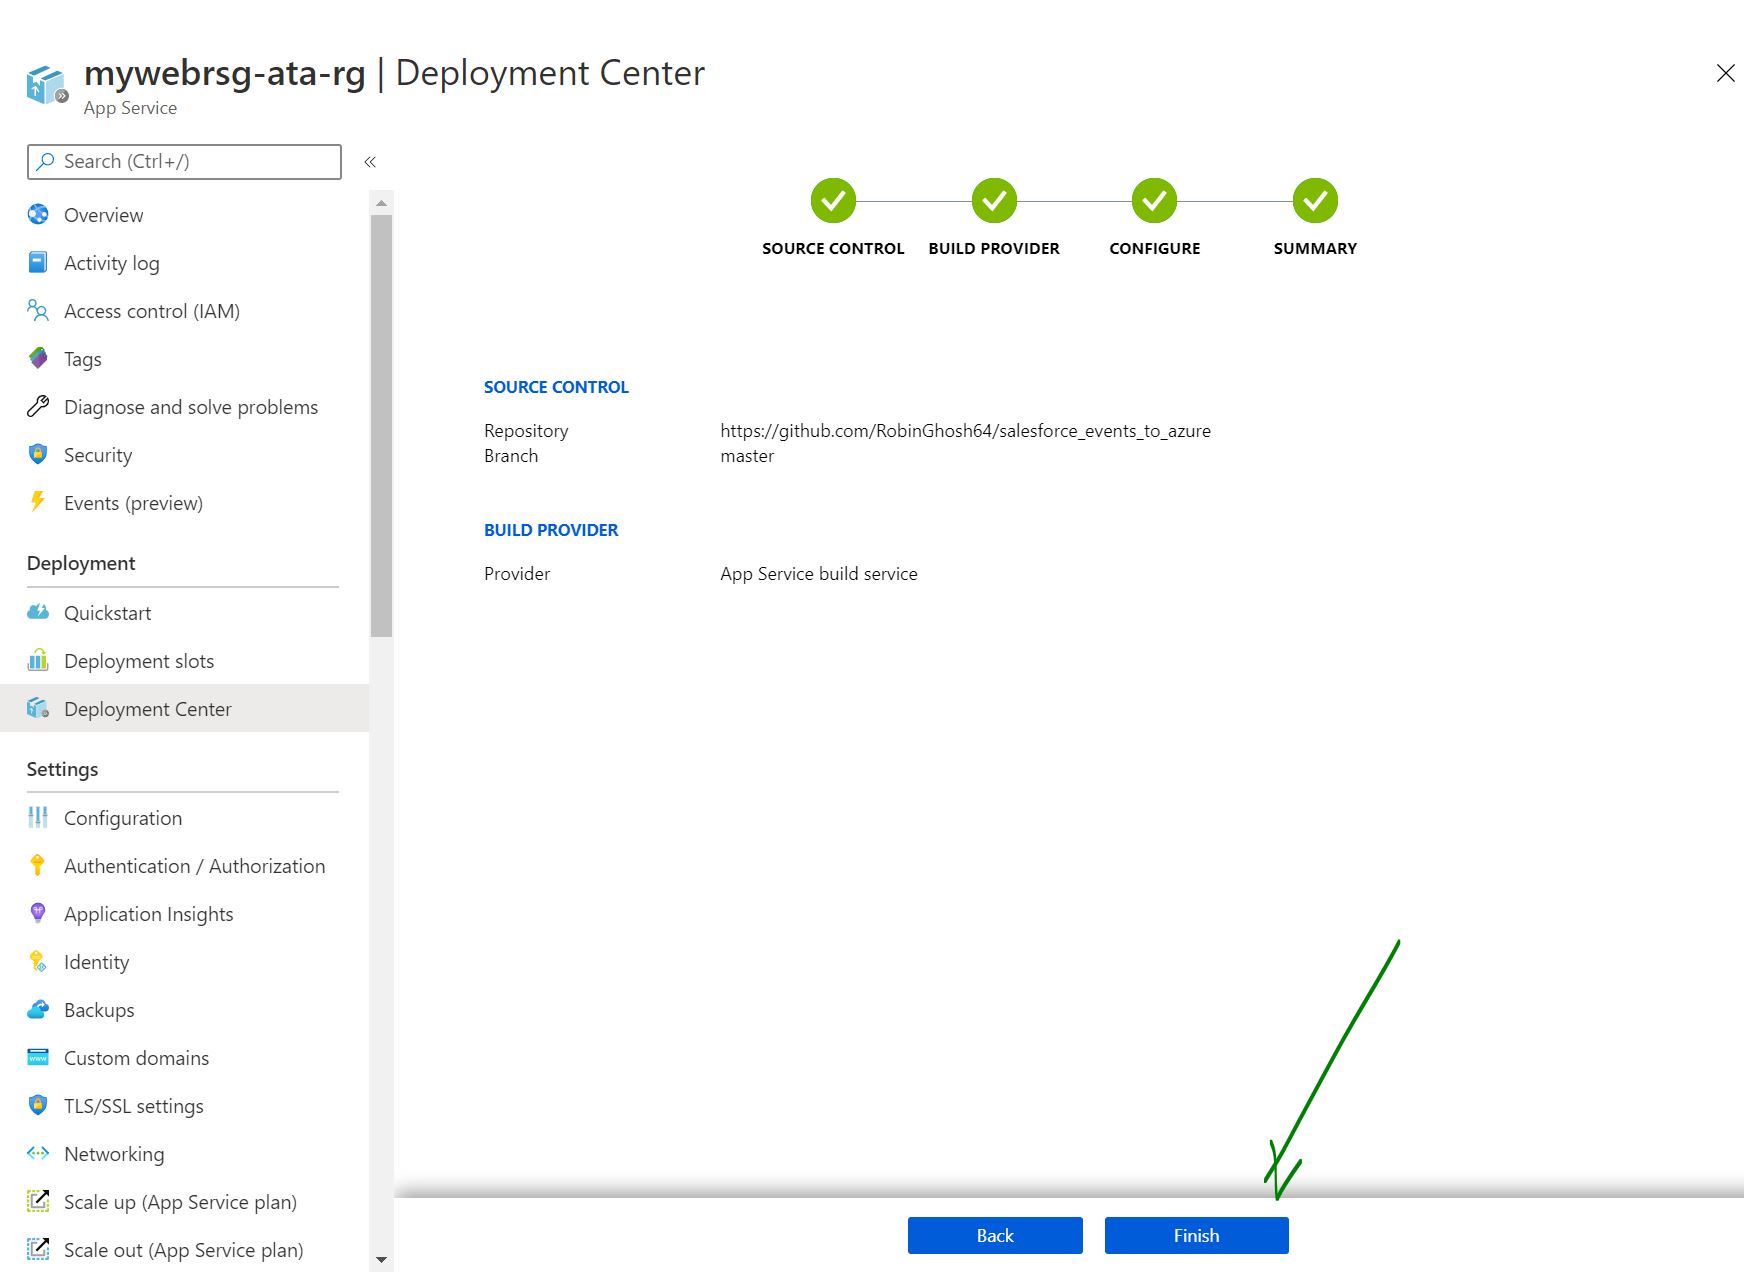 mywebrsg-ata-rg | Deployment Center
App Service
Search (Ctrl+/)
«
Overview
Activity log
Access control (IAM)
Tags
Diagnose and solve problems
Security
Events (preview)
Deployment
Quickstart
Deployment slots
Deployment Center
Settings
Configuration
Authentication / Authorization
Application Insights
Identity
Backups
Custom domains
TLS/SSL settings
Networking
Scale up (App Service plan)
Scale out (App Service plan)
SOURCE CONTROL BUILD PROVIDER CONFIGURE SUMMARY
SOURCE CONTROL
Repository https://github.com/RobinGhosh64/salesforce_events_to_azure
Branch master
BUILD PROVIDER
Provider App Service build service
Back Finish